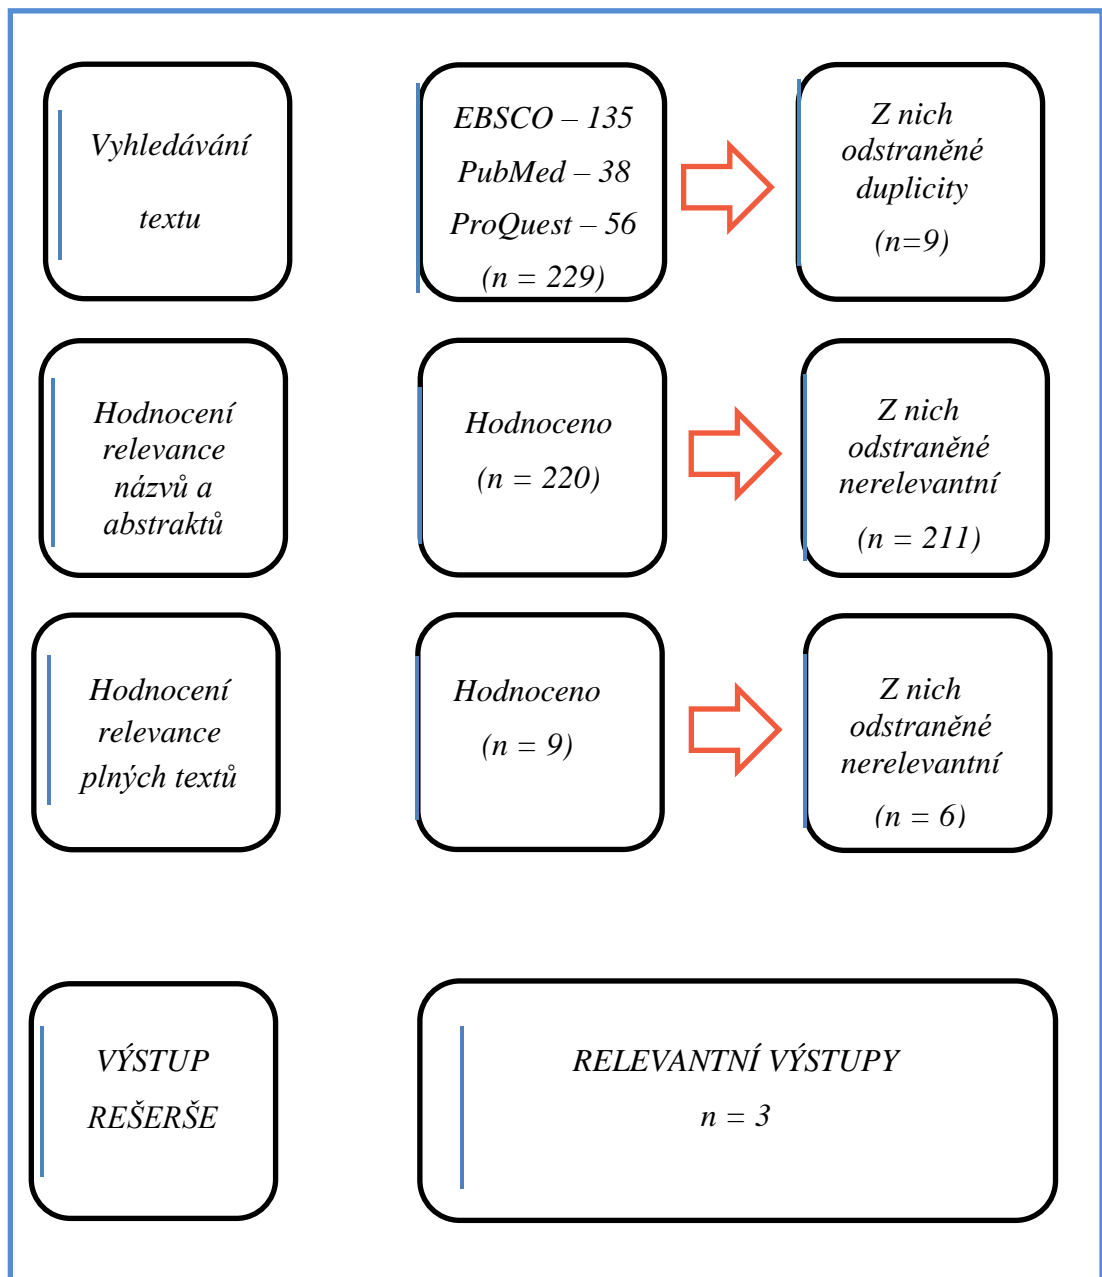 Vyhledávání
textu
EBSCO – 135
PubMed – 38
ProQuest – 56
(n = 229)
Z nich
odstraněné
duplicity
(n=9)
Hodnocení
relevance
názvů a
abstraktů
Hodnoceno
(n = 220)
Z nich
odstraněné
nerelevantní
(n = 211)
Hodnocení
relevance
plných textů
Hodnoceno
(n = 9)
Z nich
odstraněné
nerelevantní
(n = 6)
VÝSTUP
REŠERŠE
RELEVANTNÍ VÝSTUPY
n = 3